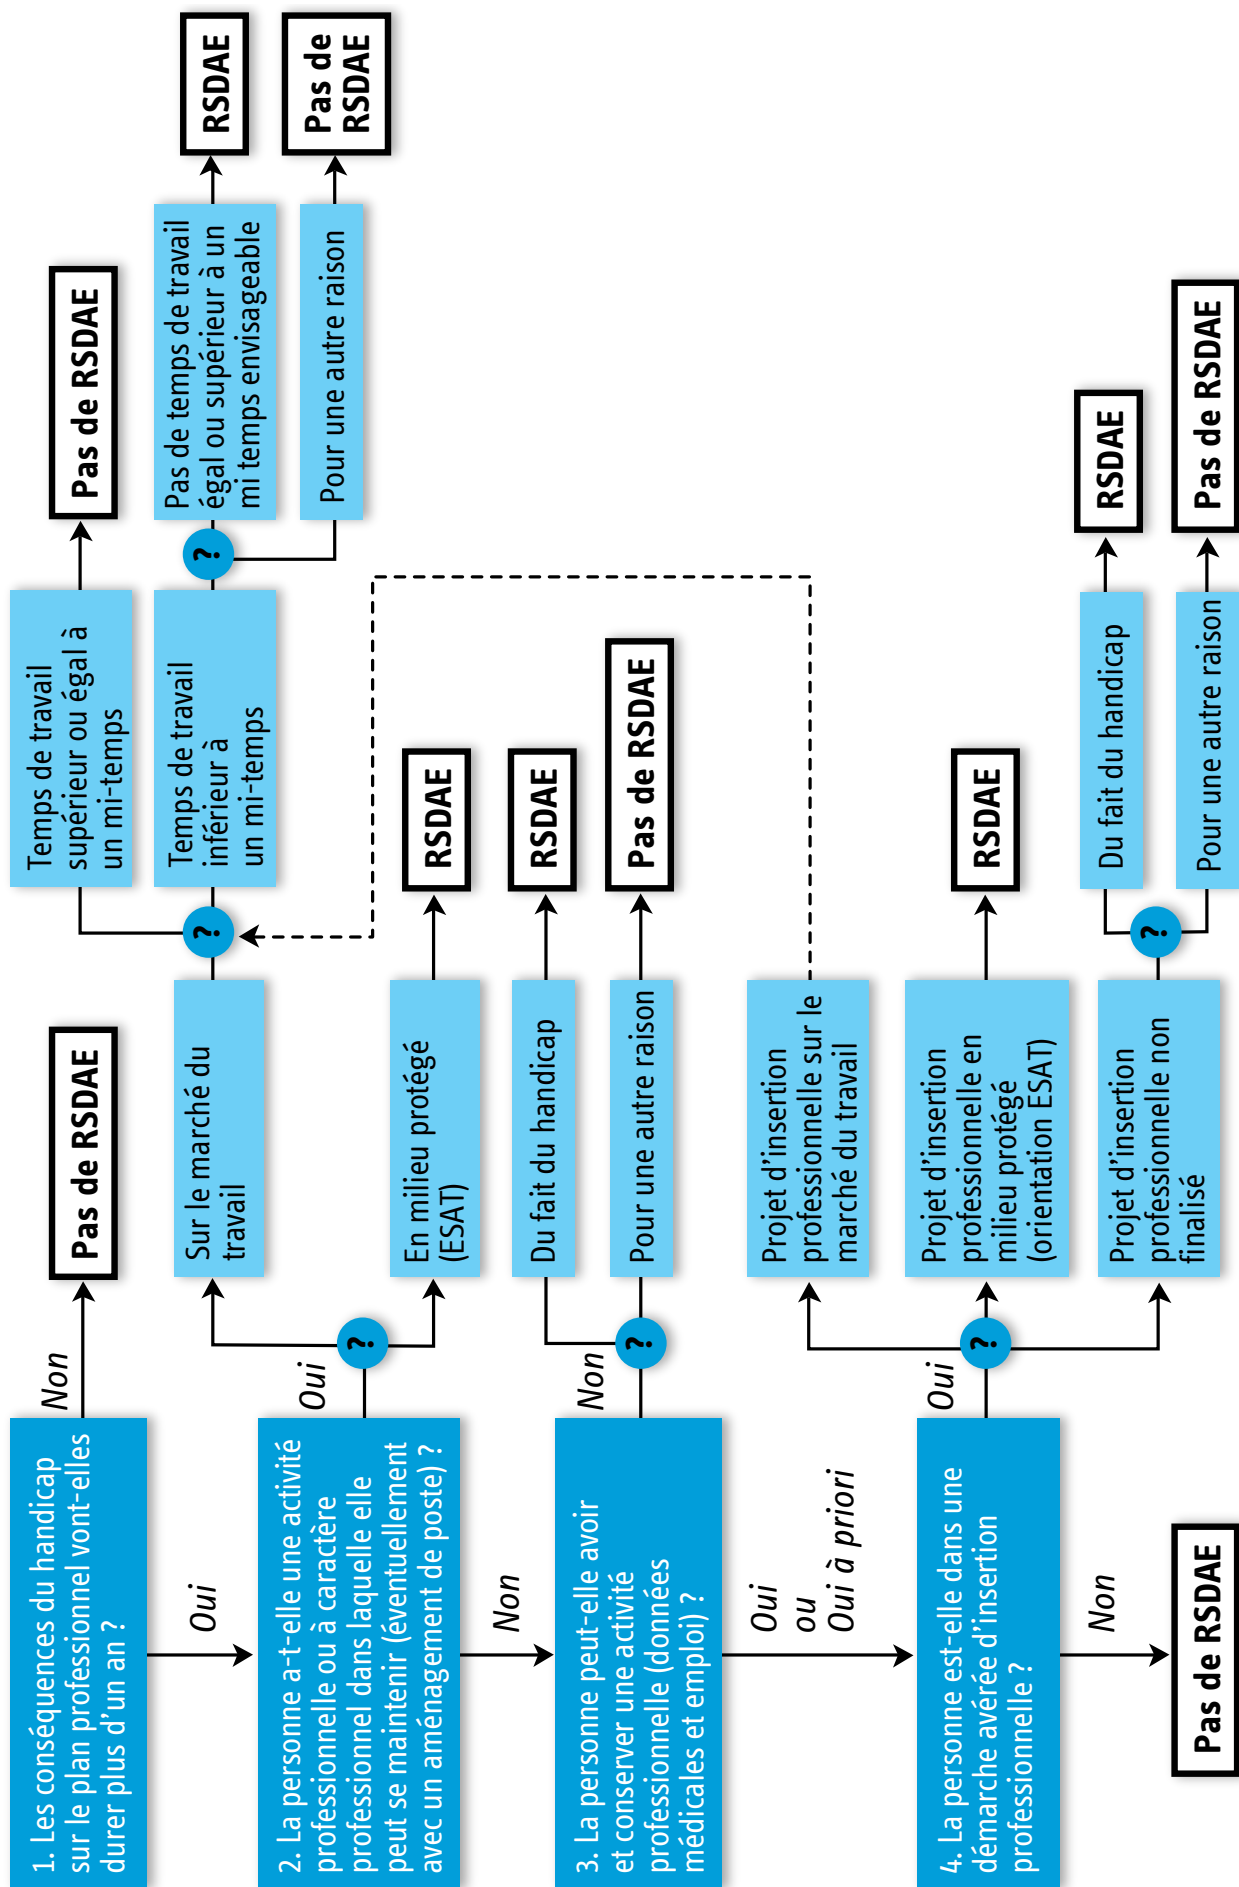 1. Les conséquences du handicap
sur le plan professionnel vont-elles
durer plus d'un an ?
Non
Pas de RSDAE
Oui
2. La personne a-t-elle une activité
professionnelle ou à caractère
professionnel dans laquelle elle
peut se maintenir (éventuellement
avec un aménagement de poste) ?
Oui
?
Sur le marché du
travail
?
Temps de travail
supérieur ou égal à
un mi-temps
Pas de RSDAE
Temps de travail
inférieur à
un mi-temps
?
Pas de temps de travail
égal ou supérieur à un
mi temps envisageable
RSDAE
Pour une autre raison
Pas de
RSDAE
En milieu protégé
(ESAT)
RSDAE
Non
3. La personne peut-elle avoir
et conserver une activité
professionnelle (données
médicales et emploi) ?
Non
?
Du fait du handicap
RSDAE
Pour une autre raison
Pas de RSDAE
Oui
ou
Oui à priori
4. La personne est-elle dans une
démarche avérée d'insertion
professionnelle ?
Oui
?
Projet d'insertion
professionnelle sur le
marché du travail
Projet d'insertion
professionnelle en
milieu protégé
(orientation ESAT)
RSDAE
Projet d'insertion
professionnelle non
finalisé
?
Du fait du handicap
RSDAE
Pour une autre raison
Pas de RSDAE
Non
Pas de RSDAE